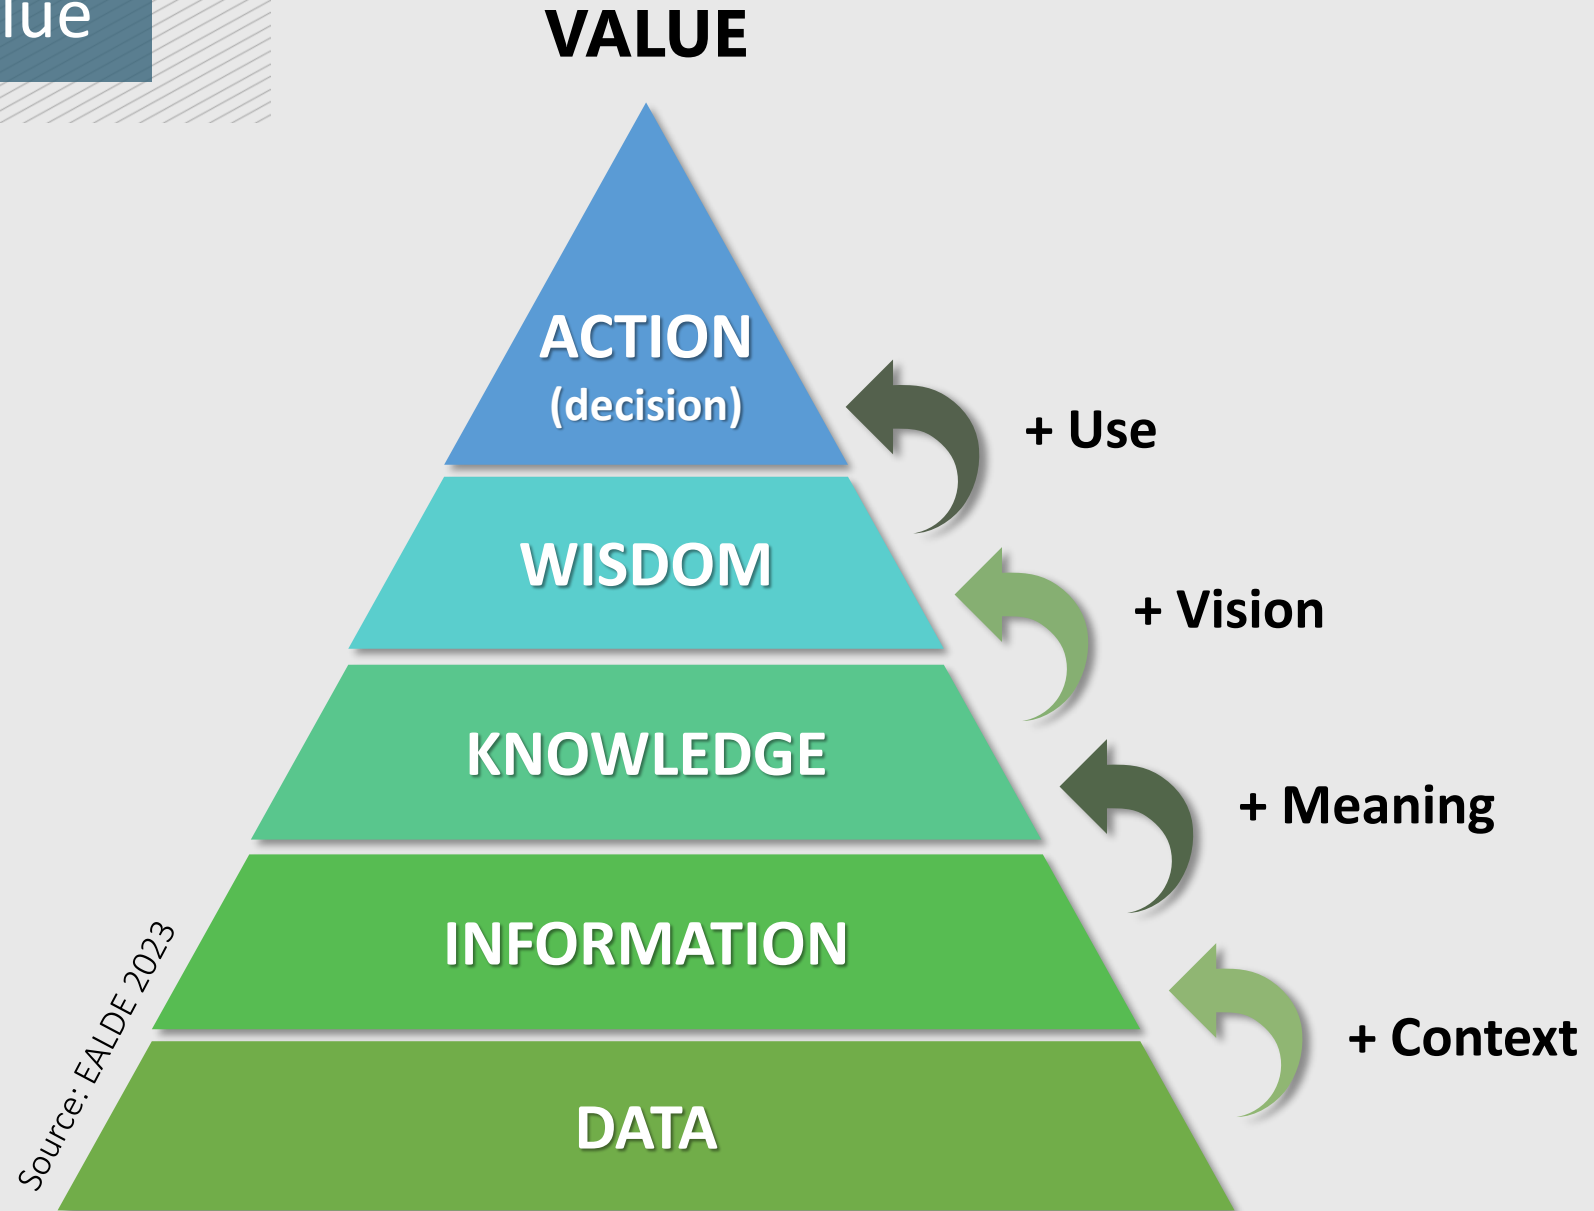 lue
VALUE
ACTION
(decision)
+ Use
WISDOM
+ Vision
KNOWLEDGE
+ Meaning
INFORMATION
+ Context
DATA
Source: EALDE 2023